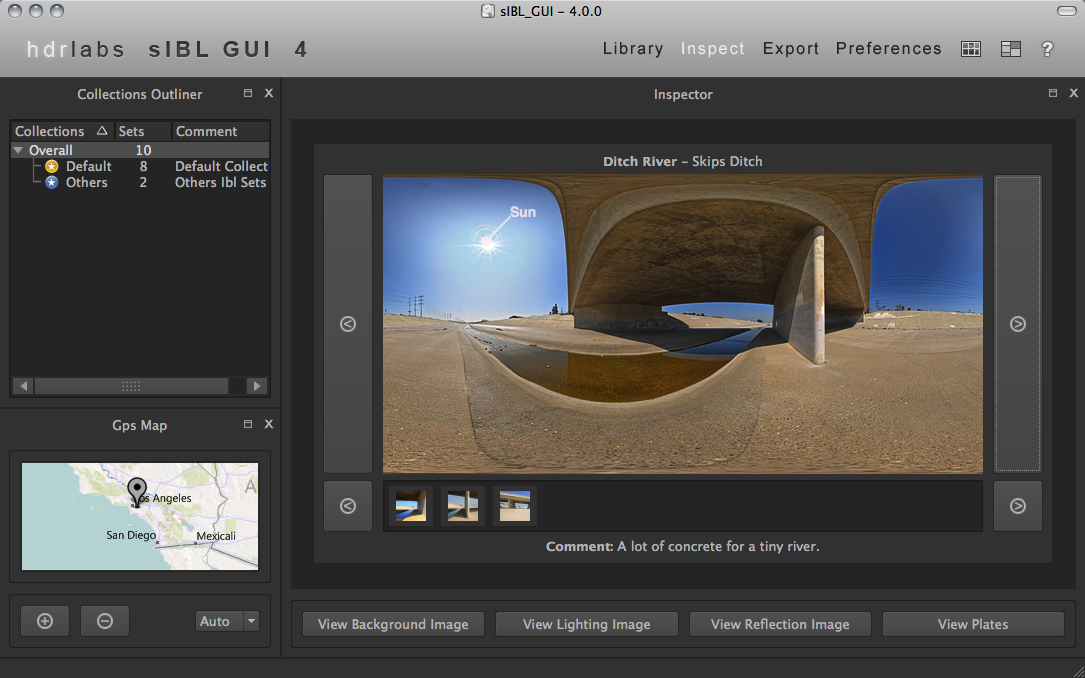 sIBL_GUI – 4.0.0
hdrlabs sIBL GUI 4
Library Inspect Export Preferences ?
Collections Outliner
Collections Sets Comment
Overall 10
Default 8 Default Collect
Others 2 Others Ibl Sets
Gps Map
Los Angeles
A
San Diego
Mexicali
Auto
Inspector
Ditch River – Skips Ditch
Sun
Comment: A lot of concrete for a tiny river.
View Background Image View Lighting Image View Reflection Image View Plates